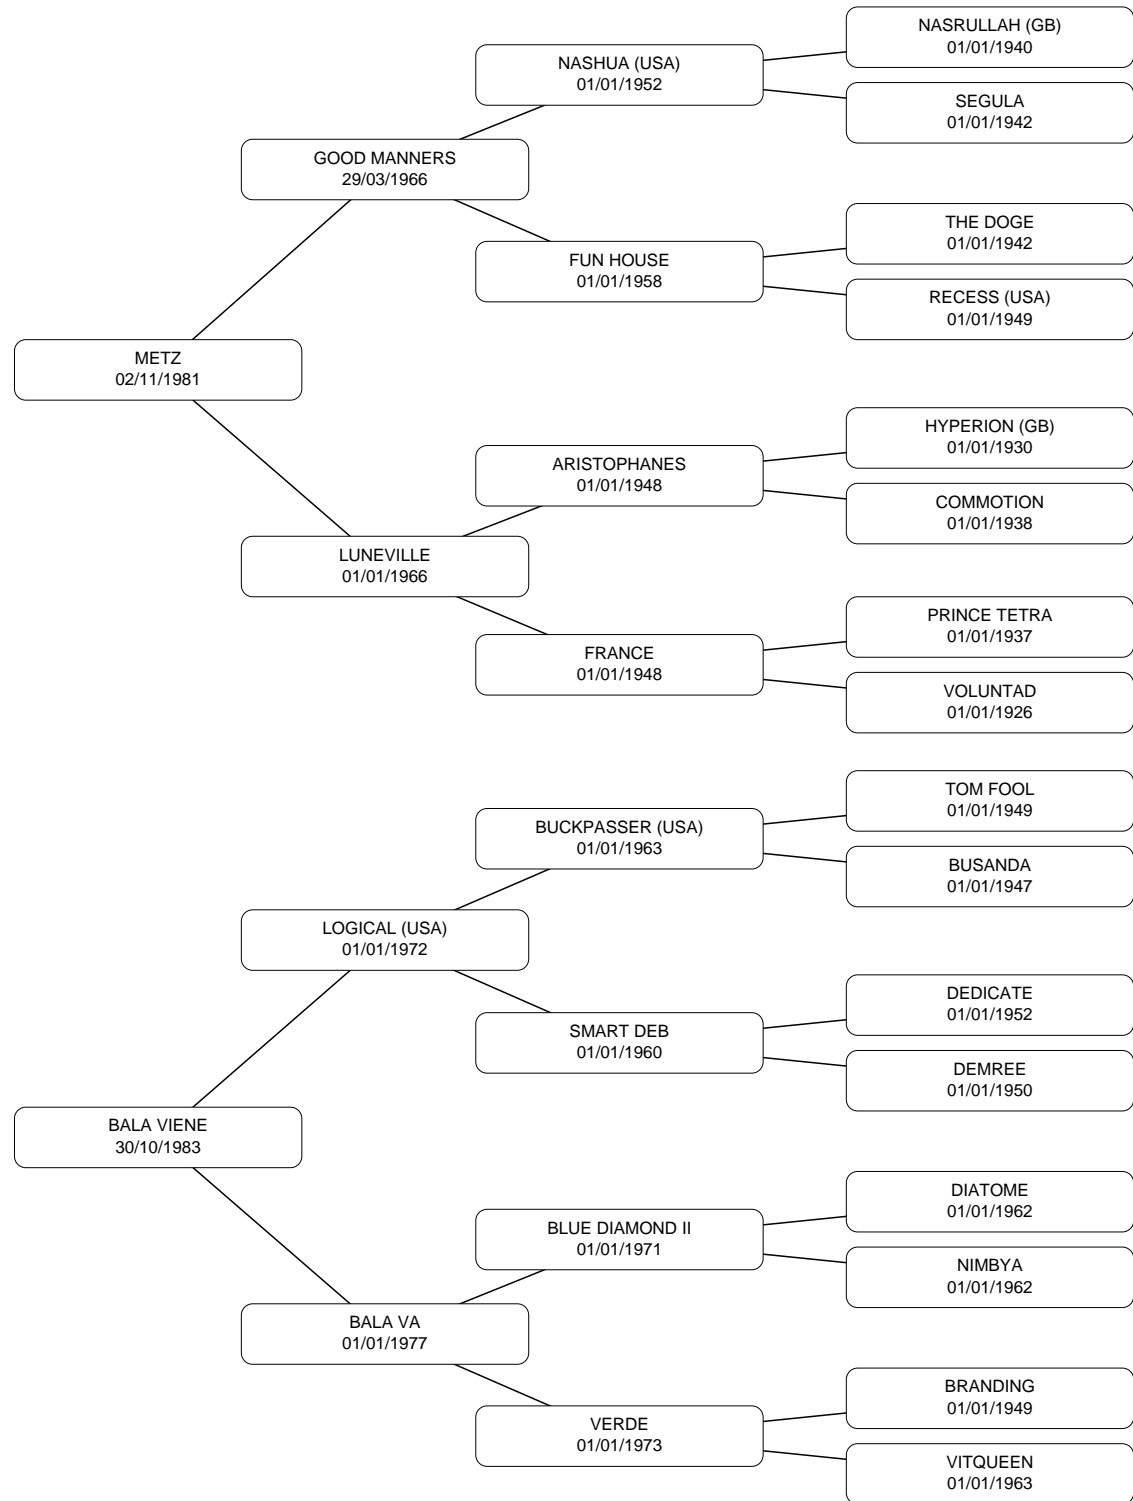 NASRULLAH (GB)
01/01/1940
NASHUA (USA)
01/01/1952
SEGULA
01/01/1942
GOOD MANNERS
29/03/1966
THE DOGE
01/01/1942
FUN HOUSE
01/01/1958
RECESS (USA)
01/01/1949
METZ
02/11/1981
HYPERION (GB)
01/01/1930
ARISTOPHANES
01/01/1948
COMMOTION
01/01/1938
LUNEVILLE
01/01/1966
PRINCE TETRA
01/01/1937
FRANCE
01/01/1948
VOLUNTAD
01/01/1926
TOM FOOL
01/01/1949
BUCKPASSER (USA)
01/01/1963
BUSANDA
01/01/1947
LOGICAL (USA)
01/01/1972
DEDICATE
01/01/1952
SMART DEB
01/01/1960
DEMREE
01/01/1950
BALA VIENE
30/10/1983
DIATOME
01/01/1962
BLUE DIAMOND II
01/01/1971
NIMBYA
01/01/1962
BALA VA
01/01/1977
BRANDING
01/01/1949
VERDE
01/01/1973
VITQUEEN
01/01/1963